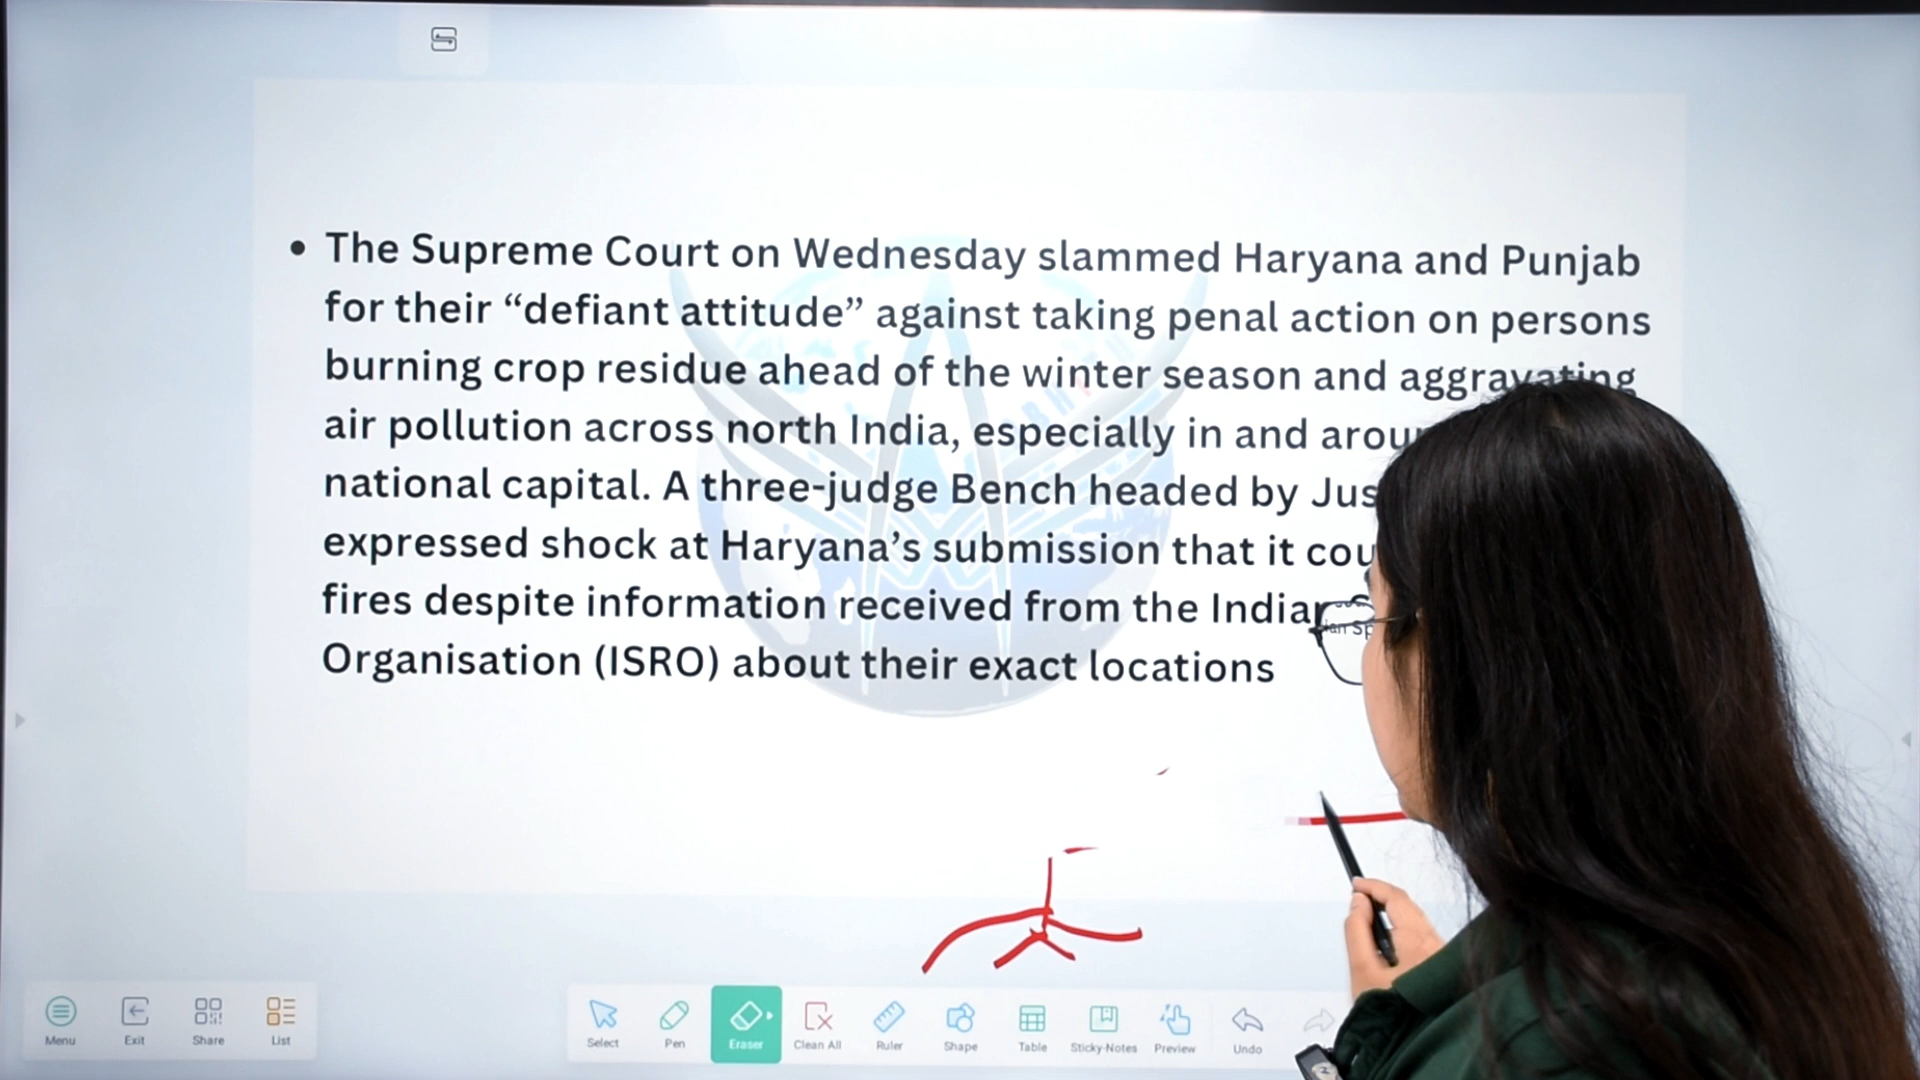 • The Supreme Court on Wednesday slammed Haryana and Punjab
for their “defiant attitude” against taking penal action on persons
burning crop residue ahead of the winter season and aggravating
air pollution across north India, especially in and
national capital. A three-judge Bench headed by
expressed shock at Haryana’s submission that it
fires despite information received from the
Organisation (ISRO) about their exact locations
Menu Exit Share List Select Pen Eraser Clean All Ruler Shape Table Sticky-Notes Preview Undo